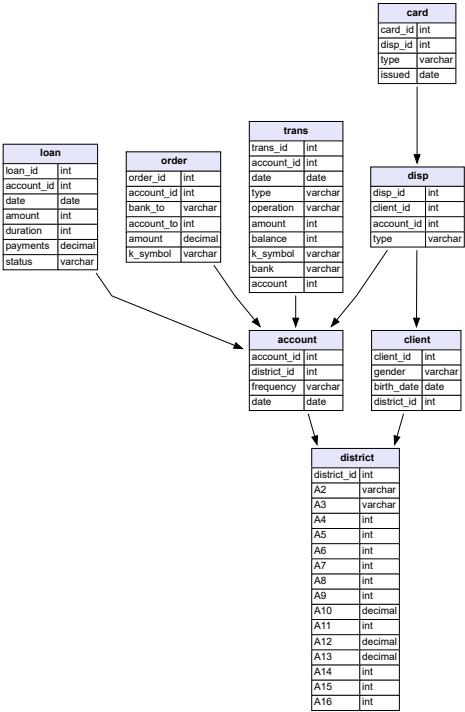 card
card_id int
disp_id int
type varchar
issued date
trans
trans_id int
account_id int
date date
type varchar
operation varchar
amount int
balance int
k_symbol varchar
bank varchar
account int
loan
loan_id int
account_id int
date date
amount int
duration int
payments decimal
status varchar
order
order_id int
account_id int
bank_to varchar
account_to int
amount decimal
k_symbol varchar
disp
disp_id int
client_id int
account_id int
type varchar
account
account_id int
district_id int
frequency varchar
date date
client
client_id int
gender varchar
birth_date date
district_id int
district
district_id int
A2 varchar
A3 varchar
A4 int
A5 int
A6 int
A7 int
A8 int
A9 int
A10 decimal
A11 int
A12 decimal
A13 decimal
A14 int
A15 int
A16 int